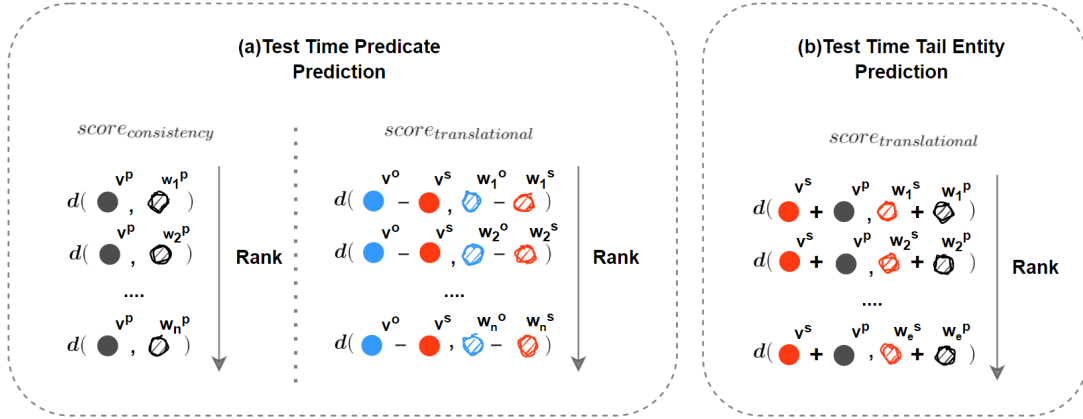 (a)Test Time Predicate
Prediction
score_consistency
score_translational
d( v^p , w_1^p )
d( v^p , w_2^p )
....
d( v^p , w_n^p )
Rank
d( v^o − v^s , w_1^o − w_1^s )
d( v^o − v^s , w_2^o − w_2^s )
....
d( v^o − v^s , w_n^o − w_n^s )
Rank
(b)Test Time Tail Entity
Prediction
score_translational
d( v^s + v^p , w_1^s + w_1^p )
d( v^s + v^p , w_2^s + w_2^p )
....
d( v^s + v^p , w_e^s + w_e^p )
Rank